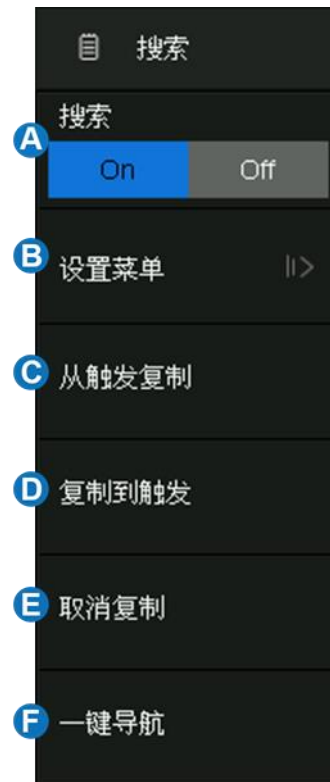 搜索
搜索
A
On Off
B 设置菜单
C 从触发复制
D 复制到触发
E 取消复制
F 一键导航